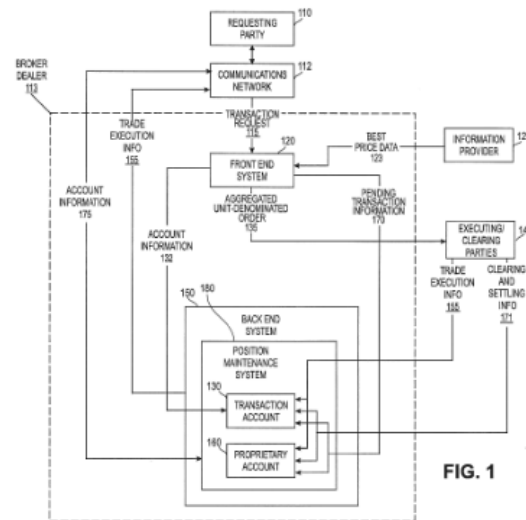 REQUESTING
PARTY
110
BROKER
DEALER
113
COMMUNICATIONS
NETWORK
112
TRANSACTION
REQUEST
115
TRADE
EXECUTION
INFO
155
120
FRONT END
SYSTEM
BEST
PRICE DATA
123
INFORMATION
PROVIDER
ACCOUNT
INFORMATION
175
AGGREGATED
UNIT-DENOMINATED
ORDER
135
PENDING
TRANSACTION
INFORMATION
170
ACCOUNT
INFORMATION
132
EXECUTING/
CLEARING
PARTIES
TRADE
EXECUTION
INFO
155
CLEARING
AND
SETTLING
INFO
171
180
150
BACK END
SYSTEM
POSITION
MAINTENANCE
SYSTEM
130
TRANSACTION
ACCOUNT
160
PROPRIETARY
ACCOUNT
FIG. 1